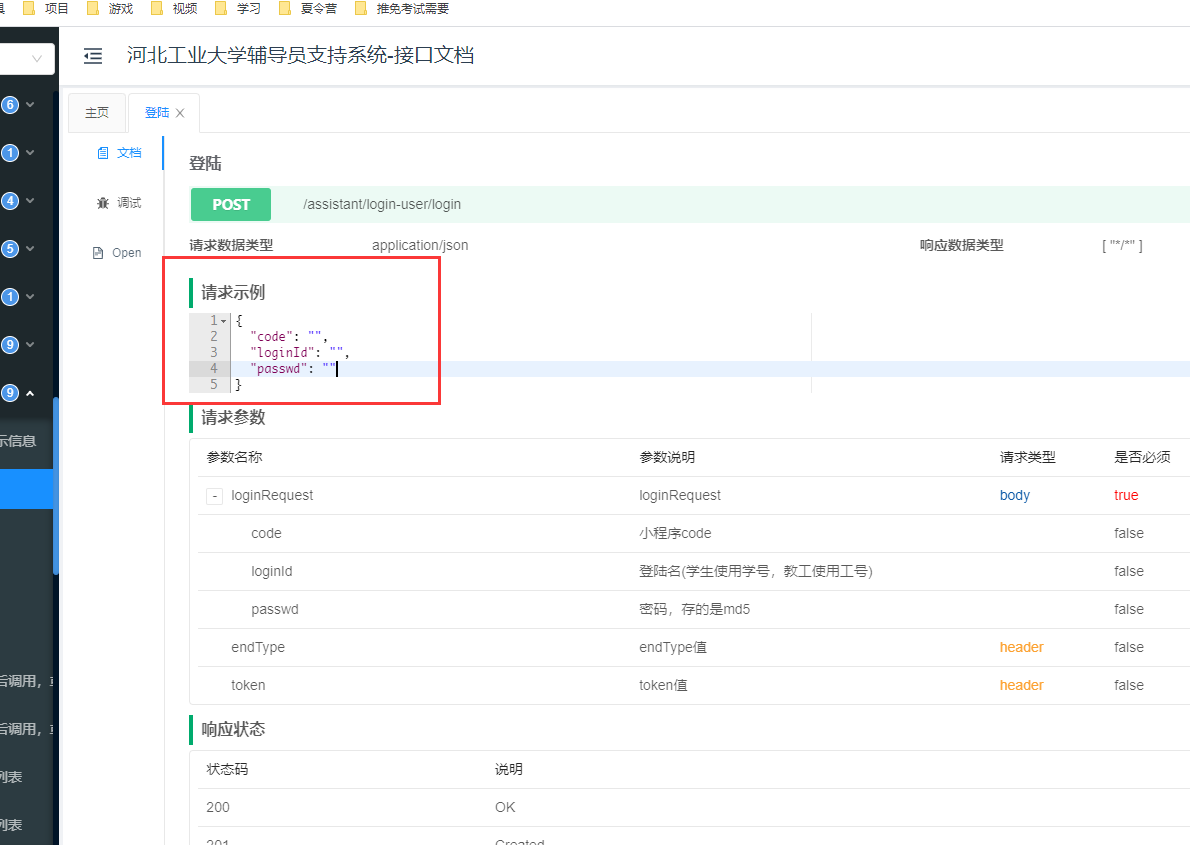 项目 游戏 视频 学习 夏令营 推免考试需要
河北工业大学辅导员支持系统-接口文档
6
1
4
5
1
9
9
示信息
后调用,
后调用,
列表
列表
主页 登陆
文档
调试
Open
登陆
POST /assistant/login-user/login
请求数据类型 application/json 响应数据类型 [ "*/*" ]
请求示例
1 {
2 "code": "",
3 "loginId": "",
4 "passwd": ""
5 }
请求参数
参数名称 参数说明 请求类型 是否必须
- loginRequest loginRequest body true
code 小程序code false
loginId 登陆名(学生使用学号，教工使用工号) false
passwd 密码，存的是md5 false
endType endType值 header false
token token值 header false
响应状态
状态码 说明
200 OK
201 Created